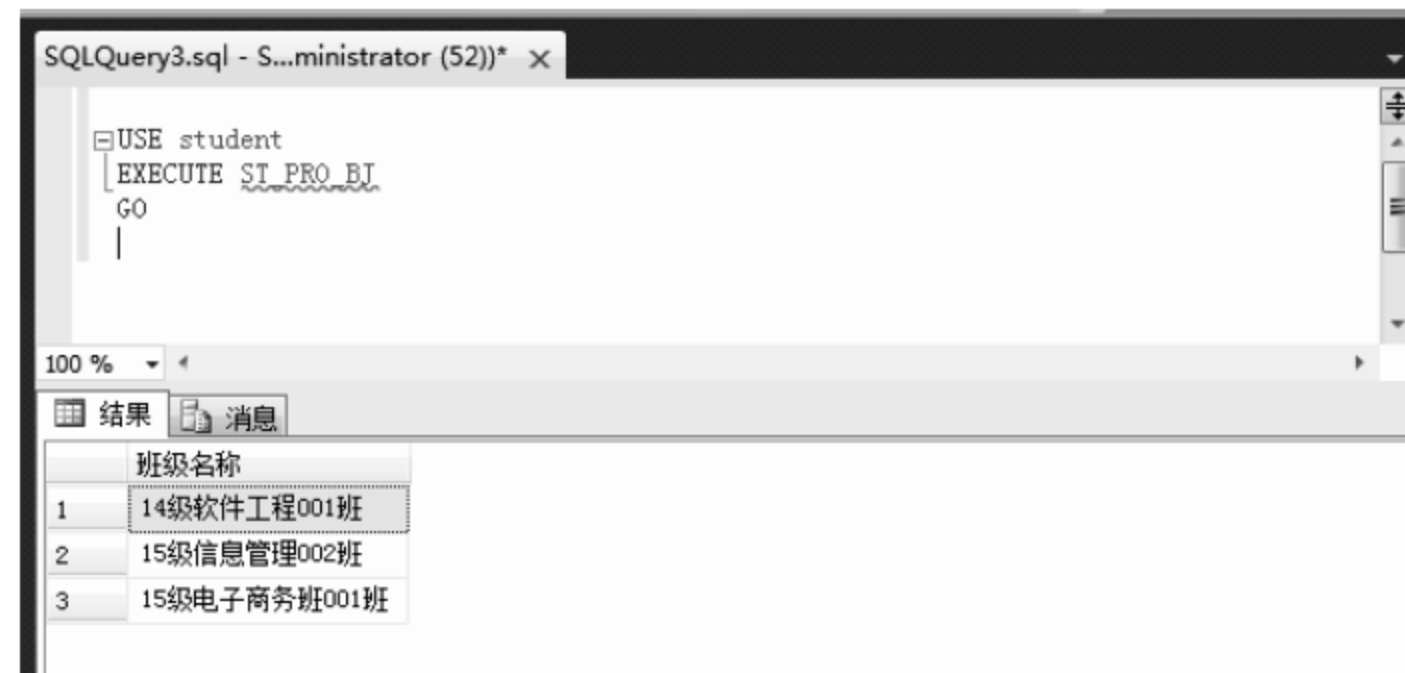 SQLQuery3.sql - S...ministrator (52))*
USE student
EXECUTE ST_PRO_BJ
GO
100 %
结果 消息
班级名称
1 14级软件工程001班
2 15级信息管理002班
3 15级电子商务班001班